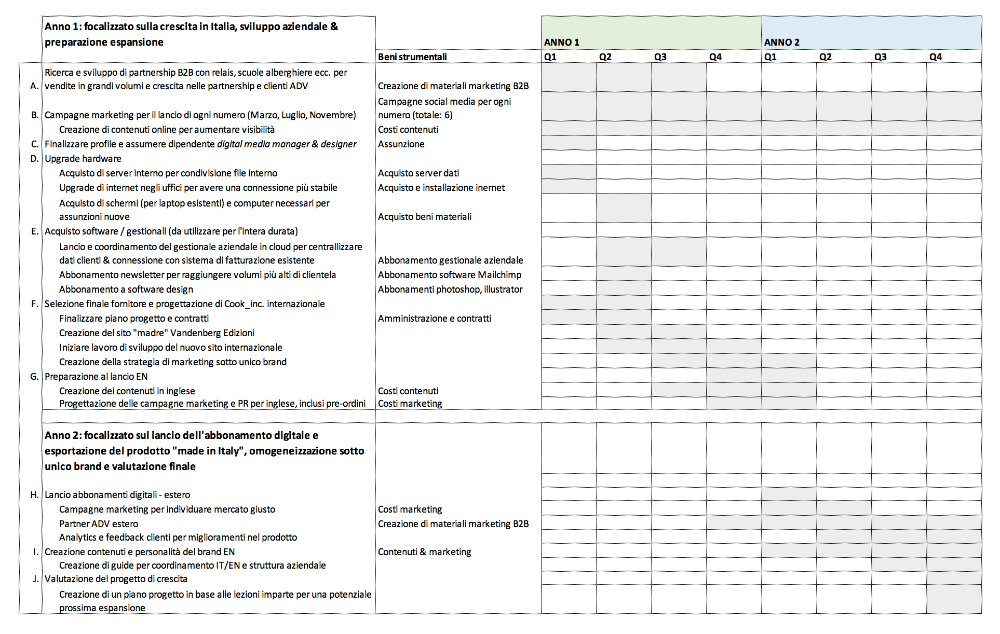 Anno 1: focalizzato sulla crescita in Italia, sviluppo aziendale &
preparazione espansione
ANNO 1
ANNO 2
Beni strumentali
Q1
Q2
Q3
Q4
Q1
Q2
Q3
Q4
Ricerca e sviluppo di partnership B2B con relais, scuole alberghiere ecc. per
A. vendite in grandi volumi e crescita nelle partnership e clienti ADV
Creazione di materiali marketing B2B
Campagne social media per ogni
B. Campagne marketing per il lancio di ogni numero (Marzo, Luglio, Novembre)
numero (totale: 6)
Creazione di contenuti online per aumentare visibilità
Costi contenuti
C. Finalizzare profile e assumere dipendente digital media manager & designer
Assunzione
D. Upgrade hardware
Acquisto di server interno per condivisione file interno
Acquisto server dati
Upgrade di internet negli uffici per avere una connessione più stabile
Acquisto e installazione inernet
Acquisto di schermi (per laptop esistenti) e computer necessari per
assunzioni nuove
Acquisto beni materiali
E. Acquisto software / gestionali (da utilizzare per l'intera durata)
Lancio e coordinamento del gestionale aziendale in cloud per centrallizzare
dati clienti & connessione con sistema di fatturazione esistente
Abbonamento gestionale aziendale
Abbonamento newsletter per raggiungere volumi più alti di clientela
Abbonamento software Mailchimp
Abbonamento a software design
Abbonamenti photoshop, illustrator
F. Selezione finale fornitore e progettazione di Cook_inc. internazionale
Finalizzare piano progetto e contratti
Amministrazione e contratti
Creazione del sito "madre" Vandenberg Edizioni
Iniziare lavoro di sviluppo del nuovo sito internazionale
Creazione della strategia di marketing sotto unico brand
G. Preparazione al lancio EN
Creazione dei contenuti in inglese
Costi contenuti
Progettazione delle campagne marketing e PR per inglese, inclusi pre-ordini
Costi marketing
Anno 2: focalizzato sul lancio dell'abbonamento digitale e
esportazione del prodotto "made in Italy", omogeneizzazione sotto
unico brand e valutazione finale
H. Lancio abbonamenti digitali - estero
Campagne marketing per individuare mercato giusto
Costi marketing
Partner ADV estero
Creazione di materiali marketing B2B
Analytics e feedback clienti per miglioramenti nel prodotto
I. Creazione contenuti e personalità del brand EN
Contenuti & marketing
Creazione di guide per coordinamento IT/EN e struttura aziendale
J. Valutazione del progetto di crescita
Creazione di un piano progetto in base alle lezioni imparte per una potenziale
prossima espansione